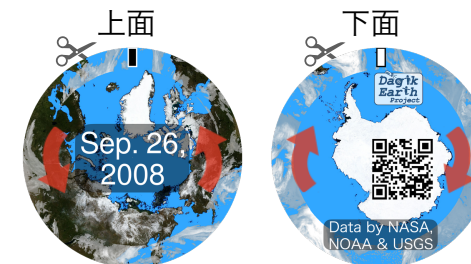 上面
下面
Sep. 26,
2008
Dagik
Earth
Project
Data by NASA,
NOAA & USGS